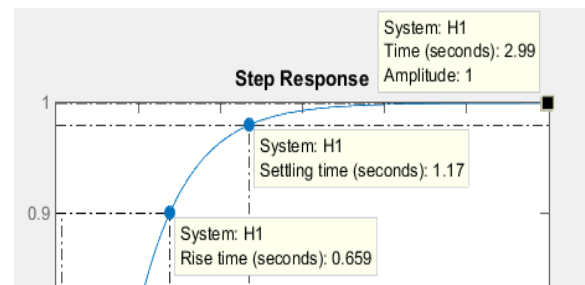 System: H1
Time (seconds): 2.99
Amplitude: 1
Step Response
1
System: H1
Settling time (seconds): 1.17
0.9
System: H1
Rise time (seconds): 0.659